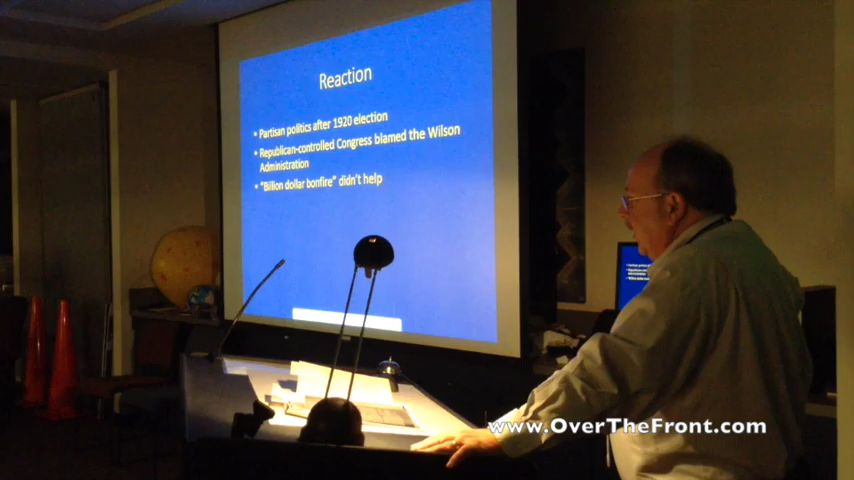 Reaction
• Partisan politics after 1920 election
• Republican-controlled Congress blamed the Wilson
Administration
• "Billion dollar bonfire" didn't help
www.OverTheFront.com